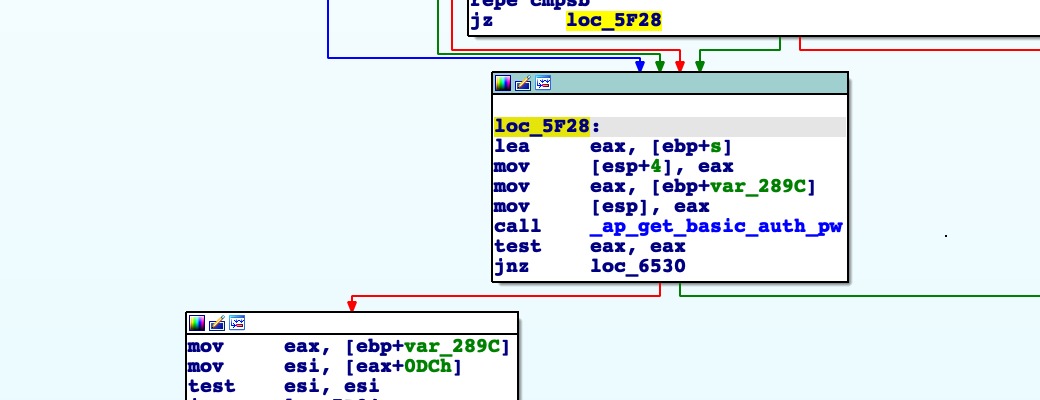 repe cmpsb
jz loc_5F28
loc_5F28:
lea eax, [ebp+s]
mov [esp+4], eax
mov eax, [ebp+var_289C]
mov [esp], eax
call _ap_get_basic_auth_pw
test eax, eax
jnz loc_6530
mov eax, [ebp+var_289C]
mov esi, [eax+0DCh]
test esi, esi